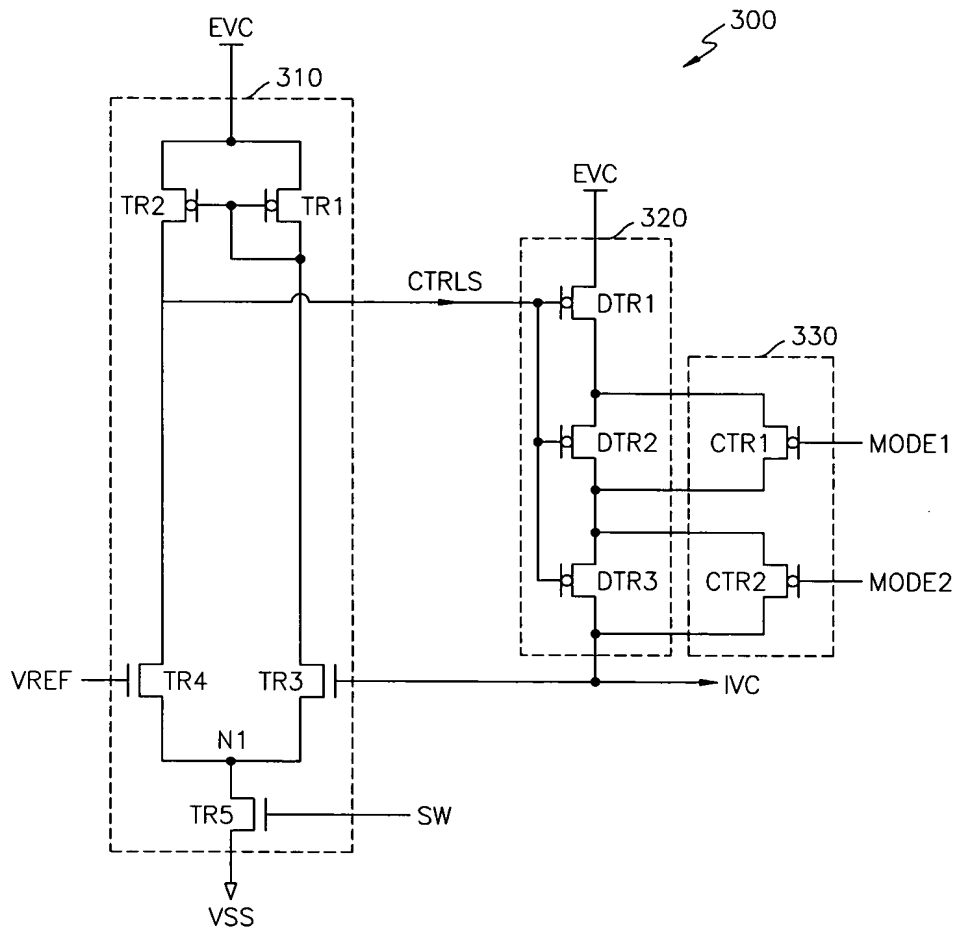 300
EVC
310
TR2
TR1
EVC
320
CTRLS
DTR1
330
DTR2
CTR1
MODE1
DTR3
CTR2
MODE2
VREF
TR4
TR3
IVC
N1
TR5
SW
VSS